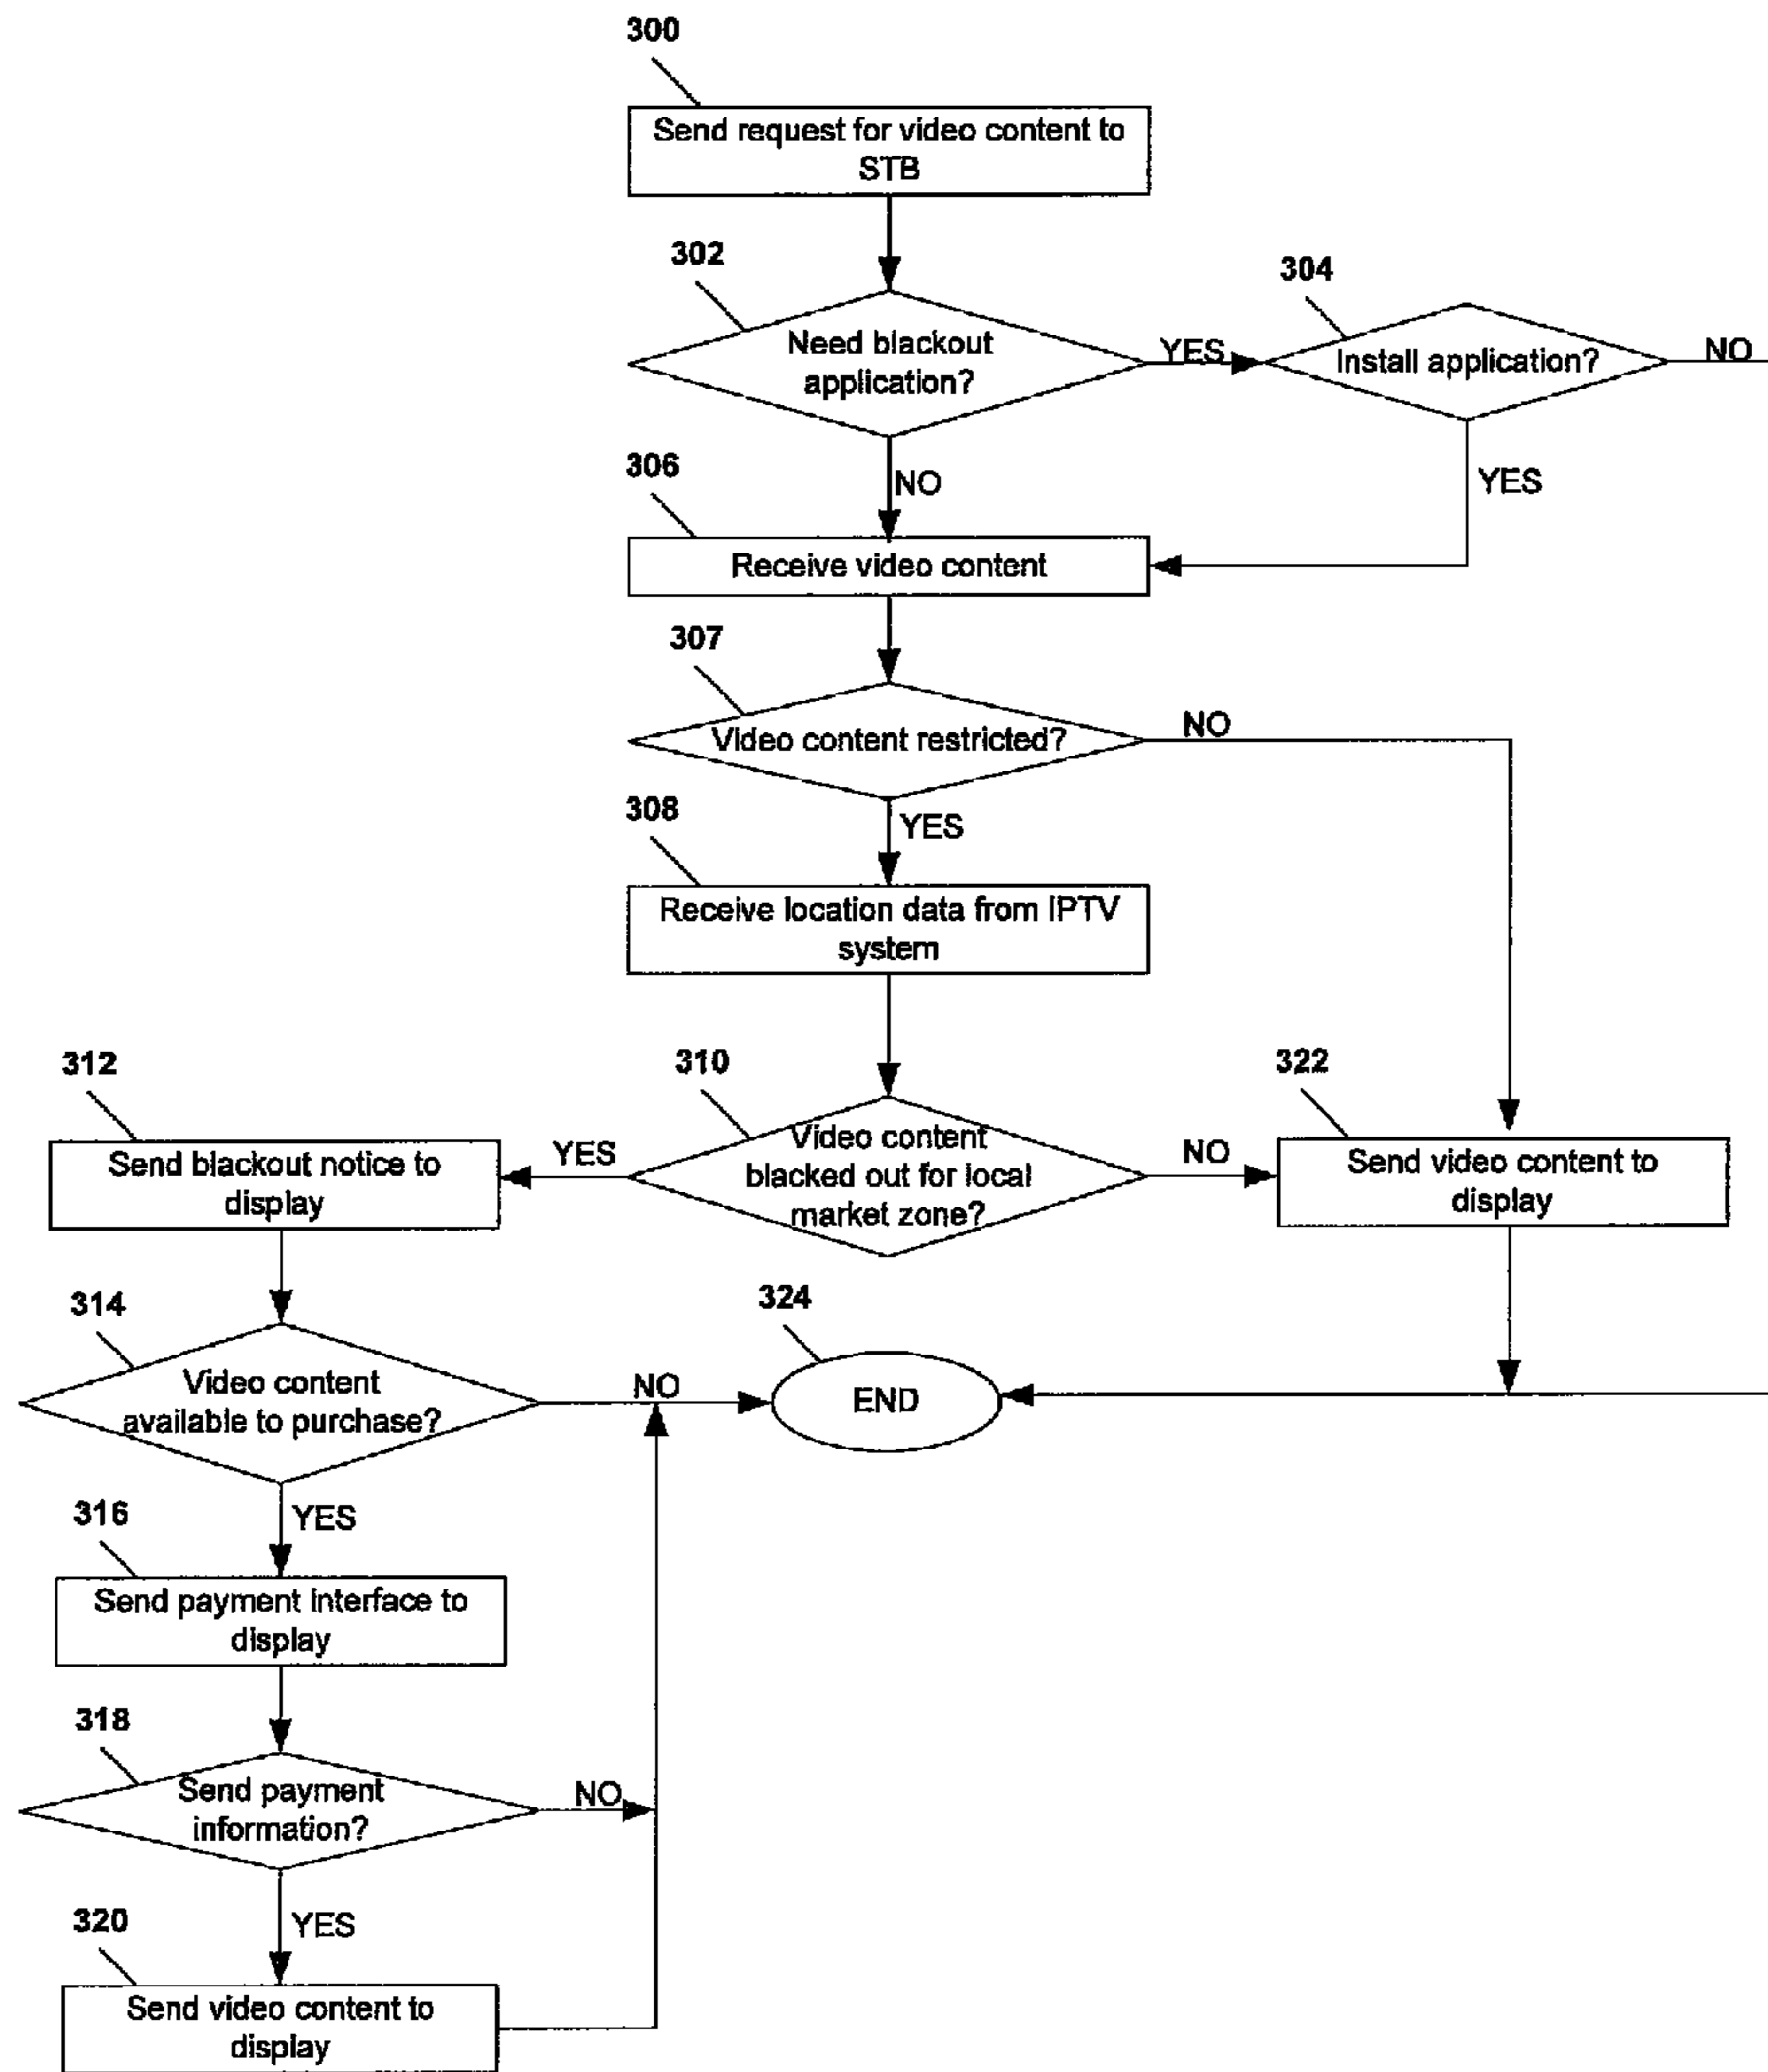 300
Send request for video content to
STB
302
Need blackout
application?
YES
304
Install application?
NO
NO
YES
306
Receive video content
307
Video content restricted?
NO
YES
308
Receive location data from IPTV
system
310
Video content
blacked out for local
market zone?
YES
NO
312
Send blackout notice to
display
322
Send video content to
display
314
Video content
available to purchase?
NO
324
END
YES
316
Send payment interface to
display
318
Send payment
information?
NO
YES
320
Send video content to
display